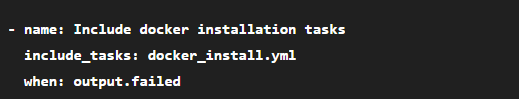 - name: Include docker installation tasks
  include_tasks: docker_install.yml
  when: output.failed